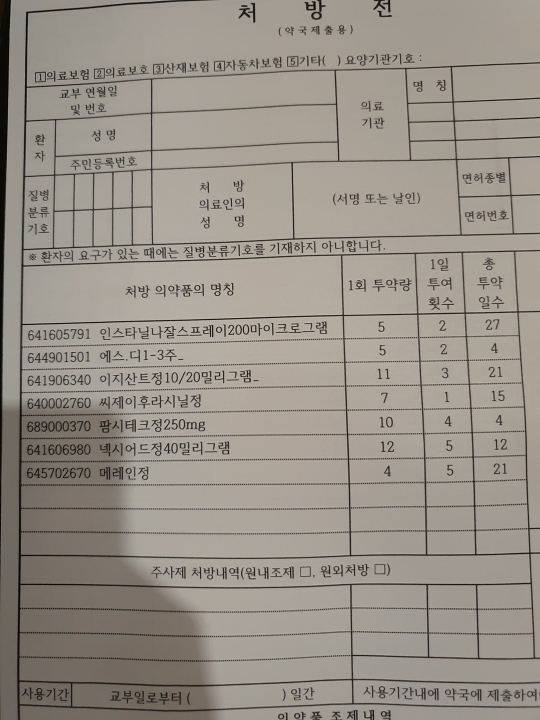 처 방 전
(약국제출용)
1의료보험 2의료보호 3산재보험 4자동차보험 5기타( ) 요양기관기호 :
교부 연월일 및 번호
의료기관
명 칭
환자
성명
주민등록번호
질병분류기호
처 방 의료인의 성 명
(서명 또는 날인)
면허종별
면허번호
※ 환자의 요구가 있는 때에는 질병분류기호를 기재하지 아니합니다.
처방 의약품의 명칭 1회 투약량 1일 투여 횟수 총 투약 일수
641605791 인스타닐나잘스프레이200마이크로그램 5 2 27
644901501 에스.디1-3주_ 5 2 4
641906340 이지산트정10/20밀리그램_ 11 3 21
640002760 씨제이후라시닐정 7 1 15
689000370 팜시테크정250mg 10 4 4
641606980 넥시어드정40밀리그램 12 5 12
645702670 메레인정 4 5 21
주사제 처방내역(원내조제 □, 원외처방 □)
사용기간 교부일로부터 ( ) 일간 사용기간내에 약국에 제출하여
의약품 조제내역